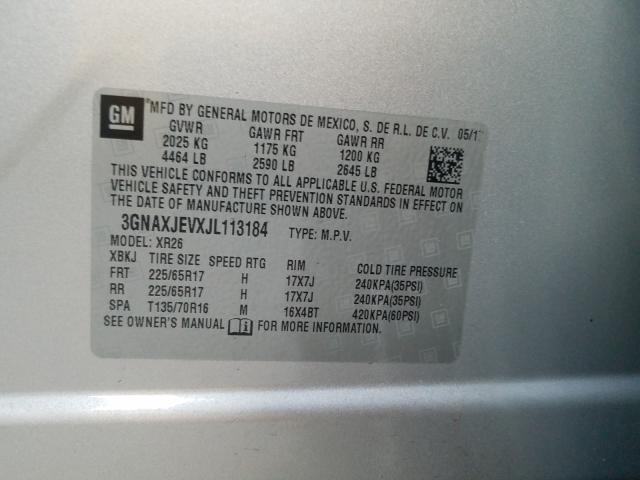 GM
®MFD BY GENERAL MOTORS DE MEXICO, S. DE R.L. DE C.V. 05/1
GVWR GAWR FRT GAWR RR
2025 KG 1175 KG 1200 KG
4464 LB 2590 LB 2645 LB
THIS VEHICLE CONFORMS TO ALL APPLICABLE U.S. FEDERAL MOTOR
VEHICLE SAFETY AND THEFT PREVENTION STANDARDS IN EFFECT ON
THE DATE OF MANUFACTURE SHOWN ABOVE.
3GNAXJEVXJL113184 TYPE: M.P.V.
MODEL: XR26
XBKJ TIRE SIZE SPEED RTG RIM COLD TIRE PRESSURE
FRT 225/65R17 H 17X7J 240KPA(35PSI)
RR 225/65R17 H 17X7J 240KPA(35PSI)
SPA T135/70R16 M 16X4BT 420KPA(60PSI)
SEE OWNER'S MANUAL FOR MORE INFORMATION.